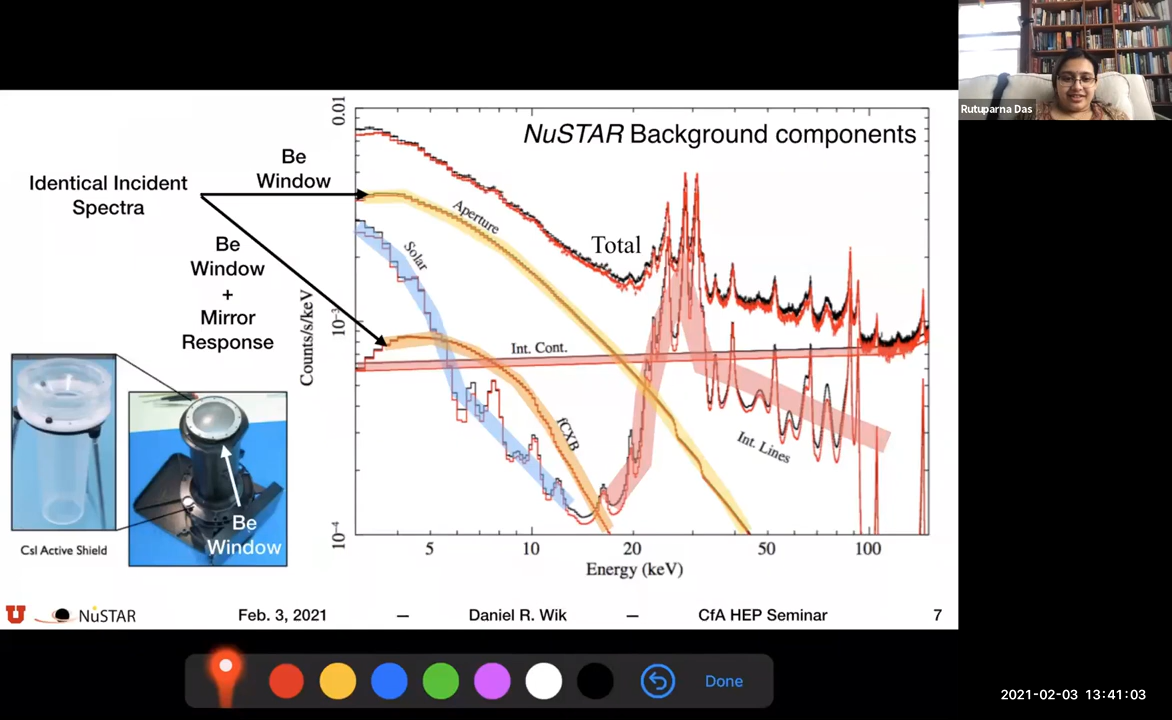 Rutuparna Das
NuSTAR Background components
0.01
10⁻³
10⁻⁴
Counts/s/keV
Identical Incident
Spectra
Be
Window
Be
Window
+
Mirror
Response
Aperture
Solar
Total
Int. Cont.
fCXB
Int. Lines
5
10
20
50
100
Energy (keV)
Be
Window
CsI Active Shield
U
NuSTAR
Feb. 3, 2021
—
Daniel R. Wik
—
CfA HEP Seminar
7
Done
2021-02-03 13:41:03